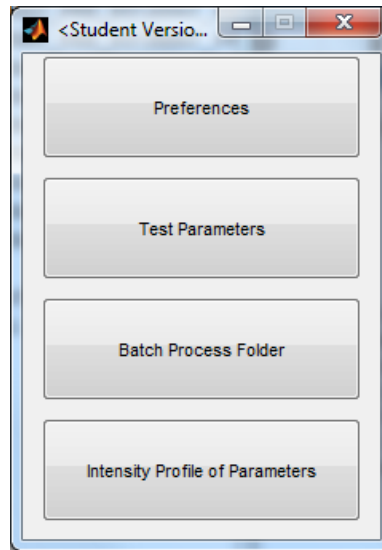 <Student Versio...
Preferences
Test Parameters
Batch Process Folder
Intensity Profile of Parameters